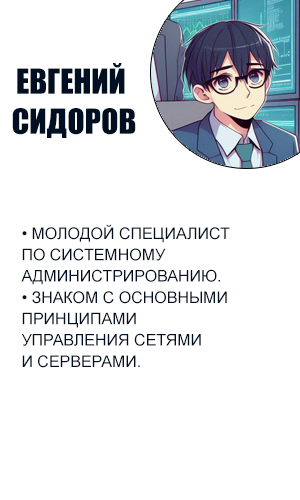 ЕВГЕНИЙ
СИДОРОВ
• МОЛОДОЙ СПЕЦИАЛИСТ
ПО СИСТЕМНОМУ
АДМИНИСТРИРОВАНИЮ.
• ЗНАКОМ С ОСНОВНЫМИ
ПРИНЦИПАМИ
УПРАВЛЕНИЯ СЕТЯМИ
И СЕРВЕРАМИ.